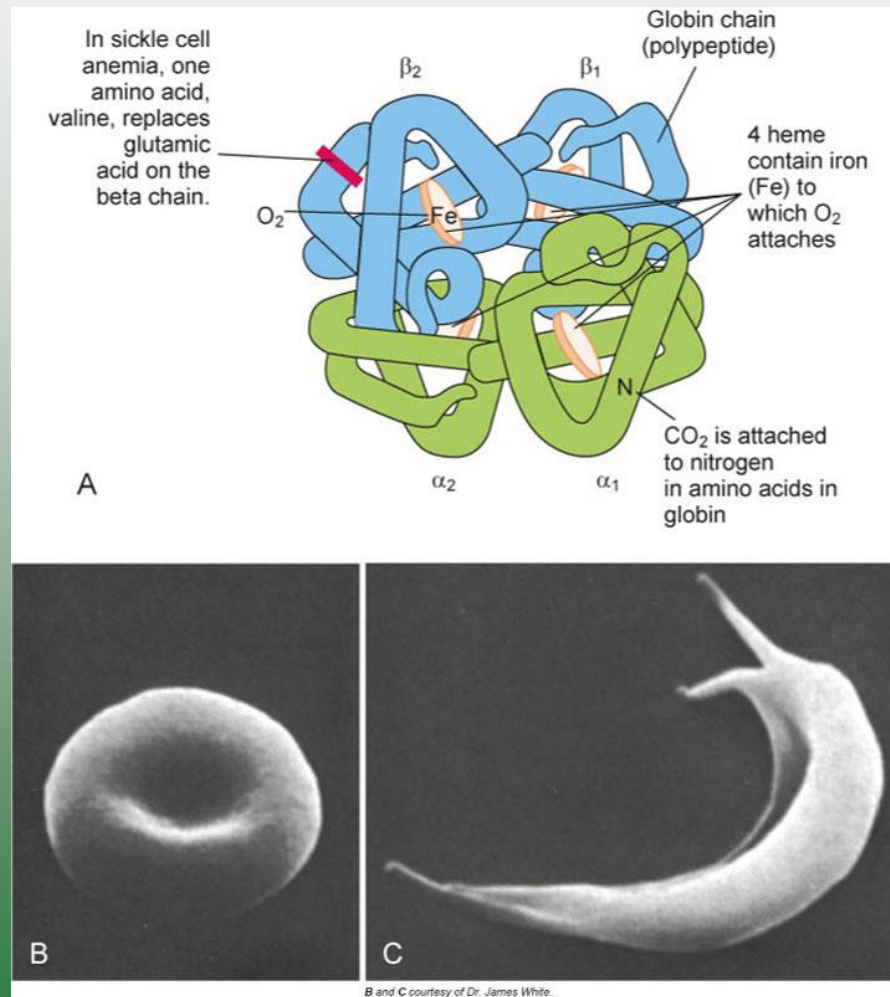 In sickle cell
anemia, one
amino acid,
valine, replaces
glutamic
acid on the
beta chain.
β2
β1
Globin chain
(polypeptide)
4 heme
contain iron
(Fe) to
which O2
attaches
O2
Fe
N
CO2 is attached
to nitrogen
in amino acids in
globin
A
α2
α1
B
C
B and C courtesy of Dr. James White.